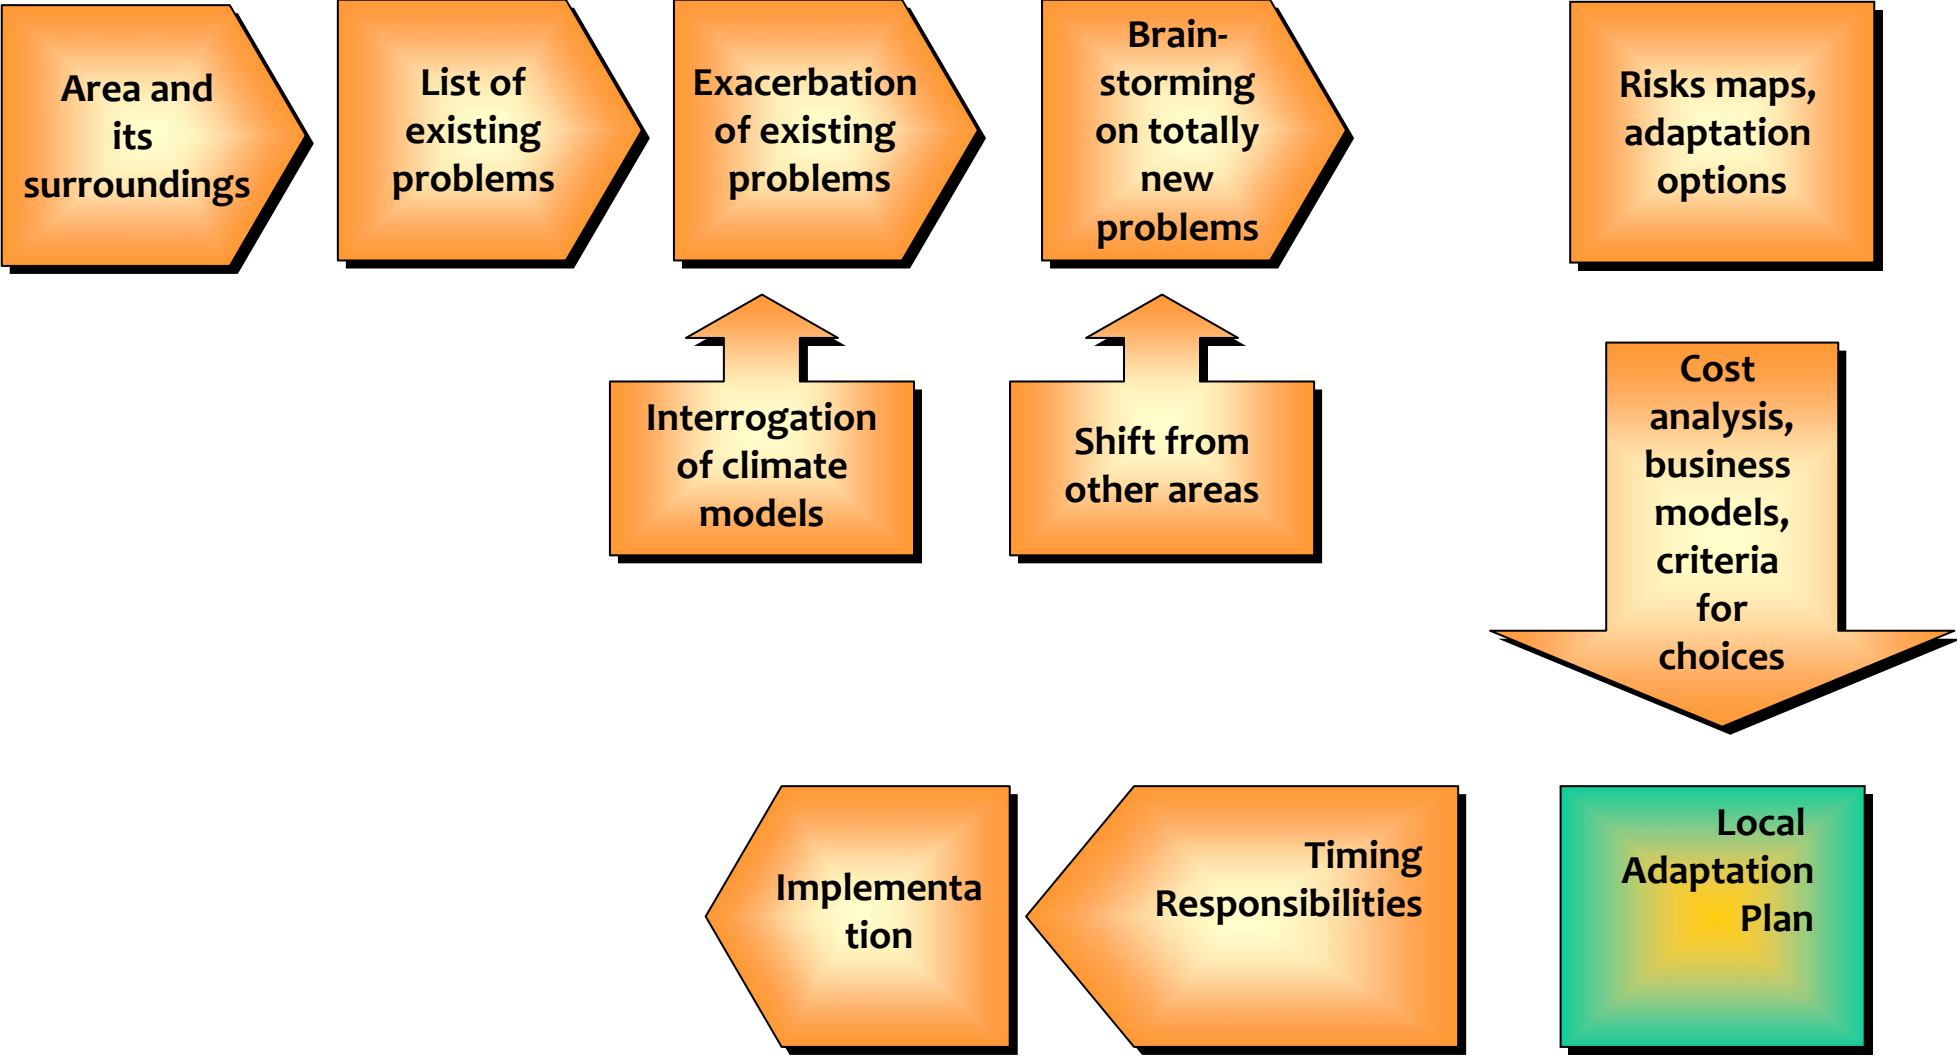 Area and
its
surroundings
List of
existing
problems
Exacerbation
of existing
problems
Brain-
storming
on totally
new
problems
Risks maps,
adaptation
options
Interrogation
of climate
models
Shift from
other areas
Cost
analysis,
business
models,
criteria
for
choices
Local
Adaptation
Plan
Timing
Responsibilities
Implementa
tion